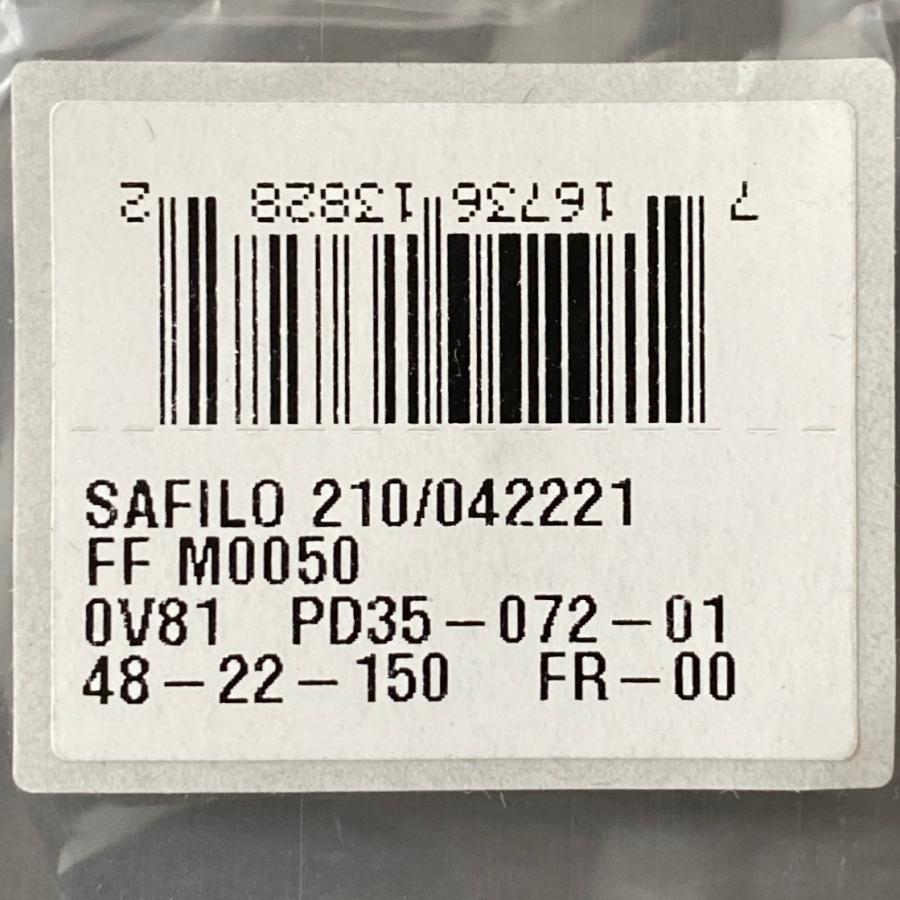 7 16736 13828 2
SAFILO 210/042221
FF M0050
0V81 PD35-072-01
48-22-150 FR-00